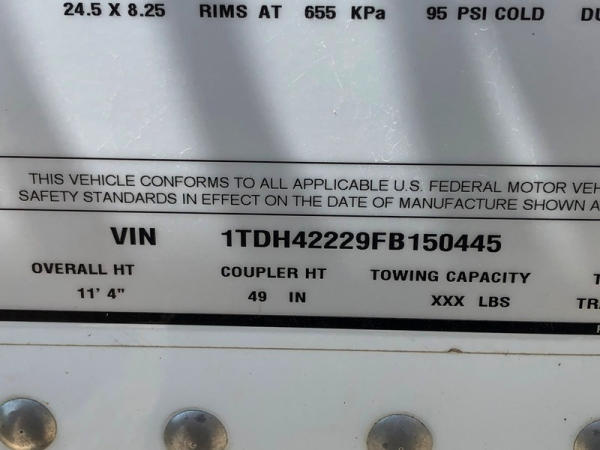 24.5 X 8.25 RIMS AT 655 KPa 95 PSI COLD
THIS VEHICLE CONFORMS TO ALL APPLICABLE U.S. FEDERAL MOTOR VEH
SAFETY STANDARDS IN EFFECT ON THE DATE OF MANUFACTURE SHOWN A
VIN 1TDH42229FB150445
OVERALL HT COUPLER HT TOWING CAPACITY T
11' 4" 49 IN XXX LBS TRA